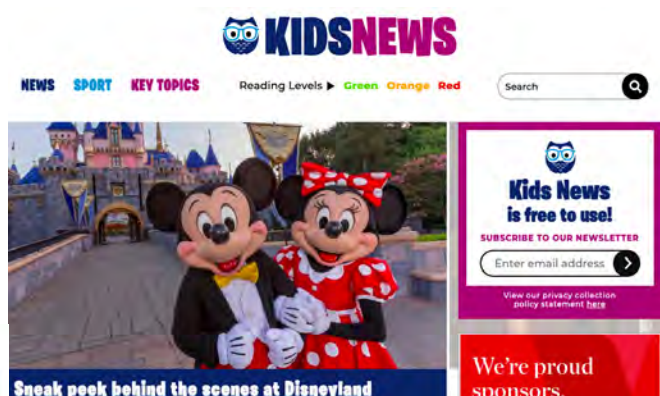 KIDSNEWS
NEWS SPORT KEY TOPICS Reading Levels ▶ Green Orange Red Search
Kids News
is free to use!
SUBSCRIBE TO OUR NEWSLETTER
Enter email address
View our privacy collection
policy statement here
Sneak peek behind the scenes at Disneyland
We're proud
sponsors.